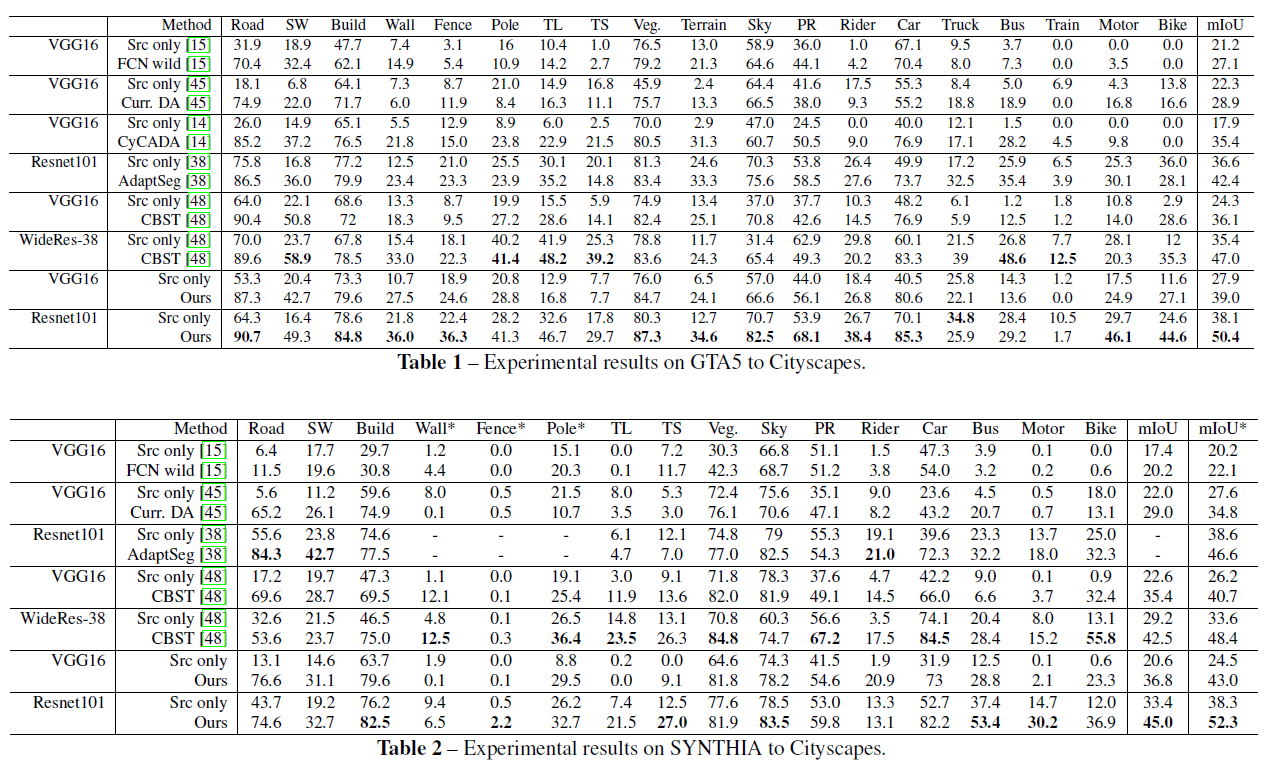 Method Road SW Build Wall Fence Pole TL TS Veg. Terrain Sky PR Rider Car Truck Bus Train Motor Bike mIoU
VGG16 Src only [15] 31.9 18.9 47.7 7.4 3.1 16 10.4 1.0 76.5 13.0 58.9 36.0 1.0 67.1 9.5 3.7 0.0 0.0 0.0 21.2
FCN wild [15] 70.4 32.4 62.1 14.9 5.4 10.9 14.2 2.7 79.2 21.3 64.6 44.1 4.2 70.4 8.0 7.3 0.0 3.5 0.0 27.1
VGG16 Src only [45] 18.1 6.8 64.1 7.3 8.7 21.0 14.9 16.8 45.9 2.4 64.4 41.6 17.5 55.3 8.4 5.0 6.9 4.3 13.8 22.3
Curr. DA [45] 74.9 22.0 71.7 6.0 11.9 8.4 16.3 11.1 75.7 13.3 66.5 38.0 9.3 55.2 18.8 18.9 0.0 16.8 16.6 28.9
VGG16 Src only [14] 26.0 14.9 65.1 5.5 12.9 8.9 6.0 2.5 70.0 2.9 47.0 24.5 0.0 40.0 12.1 1.5 0.0 0.0 0.0 17.9
CyCADA [14] 85.2 37.2 76.5 21.8 15.0 23.8 22.9 21.5 80.5 31.3 60.7 50.5 9.0 76.9 17.1 28.2 4.5 9.8 0.0 35.4
Resnet101 Src only [38] 75.8 16.8 77.2 12.5 21.0 25.5 30.1 20.1 81.3 24.6 70.3 53.8 26.4 49.9 17.2 25.9 6.5 25.3 36.0 36.6
AdaptSeg [38] 86.5 36.0 79.9 23.4 23.3 23.9 35.2 14.8 83.4 33.3 75.6 58.5 27.6 73.7 32.5 35.4 3.9 30.1 28.1 42.4
VGG16 Src only [48] 64.0 22.1 68.6 13.3 8.7 19.9 15.5 5.9 74.9 13.4 37.0 37.7 10.3 48.2 6.1 1.2 1.8 10.8 2.9 24.3
CBST [48] 90.4 50.8 72 18.3 9.5 27.2 28.6 14.1 82.4 25.1 70.8 42.6 14.5 76.9 5.9 12.5 1.2 14.0 28.6 36.1
WideRes-38 Src only [48] 70.0 23.7 67.8 15.4 18.1 40.2 41.9 25.3 78.8 11.7 31.4 62.9 29.8 60.1 21.5 26.8 7.7 28.1 12 35.4
CBST [48] 89.6 58.9 78.5 33.0 22.3 41.4 48.2 39.2 83.6 24.3 65.4 49.3 20.2 83.3 39 48.6 12.5 20.3 35.3 47.0
VGG16 Src only 53.3 20.4 73.3 10.7 18.9 20.8 12.9 7.7 76.0 6.5 57.0 18.4 40.5 25.8 14.3 1.2 17.5 11.6 27.9
Ours 87.3 42.7 79.6 27.5 24.6 28.8 16.8 7.7 84.7 24.1 66.6 56.1 26.8 80.6 22.1 13.6 0.0 24.9 27.1 39.0
Resnet101 Src only 64.3 16.4 78.6 21.8 22.4 28.2 32.6 17.8 80.3 12.7 70.7 53.9 26.7 70.1 34.8 28.4 10.5 29.7 24.6 38.1
Ours 90.7 49.3 84.8 36.0 36.3 41.3 46.7 29.7 87.3 34.6 82.5 68.1 38.4 85.3 25.9 29.2 1.7 46.1 44.6 50.4
Table 1 – Experimental results on GTA5 to Cityscapes.
Method Road SW Build Wall* Fence* Pole* TL TS Veg. Sky PR Rider Car Bus Motor Bike mIoU mIoU*
VGG16 Src only [15] 6.4 17.7 29.7 1.2 0.0 15.1 0.0 7.2 30.3 66.8 51.1 1.5 47.3 3.9 0.1 0.0 17.4 20.2
FCN wild [15] 11.5 19.6 30.8 4.4 0.0 20.3 0.1 11.7 42.3 68.7 51.2 3.8 54.0 3.2 0.2 0.6 20.2 22.1
VGG16 Src only [45] 5.6 11.2 59.6 8.0 0.5 21.5 8.0 5.3 72.4 75.6 35.1 9.0 23.6 4.5 0.5 18.0 22.0 27.6
Curr. DA [45] 65.2 26.1 74.9 0.1 0.5 10.7 3.5 3.0 76.1 70.6 47.1 8.2 43.2 20.7 0.7 13.1 29.0 34.8
Resnet101 Src only [38] 55.6 23.8 74.6 - - - 6.1 12.1 74.8 79 55.3 19.1 39.6 23.3 13.7 25.0 - 38.6
AdaptSeg [38] 84.3 42.7 77.5 - - - 4.7 7.0 77.0 82.5 54.3 21.0 72.3 32.2 18.0 32.3 - 46.6
VGG16 Src only [48] 17.2 19.7 47.3 1.1 0.0 19.1 3.0 9.1 71.8 78.3 37.6 4.7 42.2 9.0 0.1 0.9 22.6 26.2
CBST [48] 69.6 28.7 69.5 12.1 0.1 25.4 11.9 13.6 82.0 81.9 49.1 14.5 66.0 6.6 3.7 32.4 35.4 40.7
WideRes-38 Src only [48] 32.6 21.5 46.5 4.8 0.1 26.5 14.8 13.1 70.8 60.3 56.6 3.5 74.1 20.4 8.0 13.1 29.2 33.6
CBST [48] 53.6 23.7 75.0 12.5 0.3 36.4 23.5 26.3 84.8 74.7 67.2 17.5 84.5 28.4 15.2 55.8 42.5 48.4
VGG16 Src only 13.1 14.6 63.7 1.9 0.0 8.8 0.2 0.0 64.6 74.3 41.5 1.9 31.9 12.5 0.1 0.6 20.6 24.5
Ours 76.6 31.1 79.6 0.1 0.1 29.5 0.0 9.1 81.8 78.2 54.6 20.9 73 28.8 2.1 23.3 36.8 43.0
Resnet101 Src only 43.7 19.2 76.2 9.4 0.5 26.2 7.4 12.5 77.6 78.5 53.0 13.3 52.7 37.4 14.7 12.0 33.4 38.3
Ours 74.6 32.7 82.5 6.5 2.2 32.7 21.5 27.0 81.9 83.5 59.8 13.1 82.2 53.4 30.2 36.9 45.0 52.3
Table 2 – Experimental results on SYNTHIA to Cityscapes.